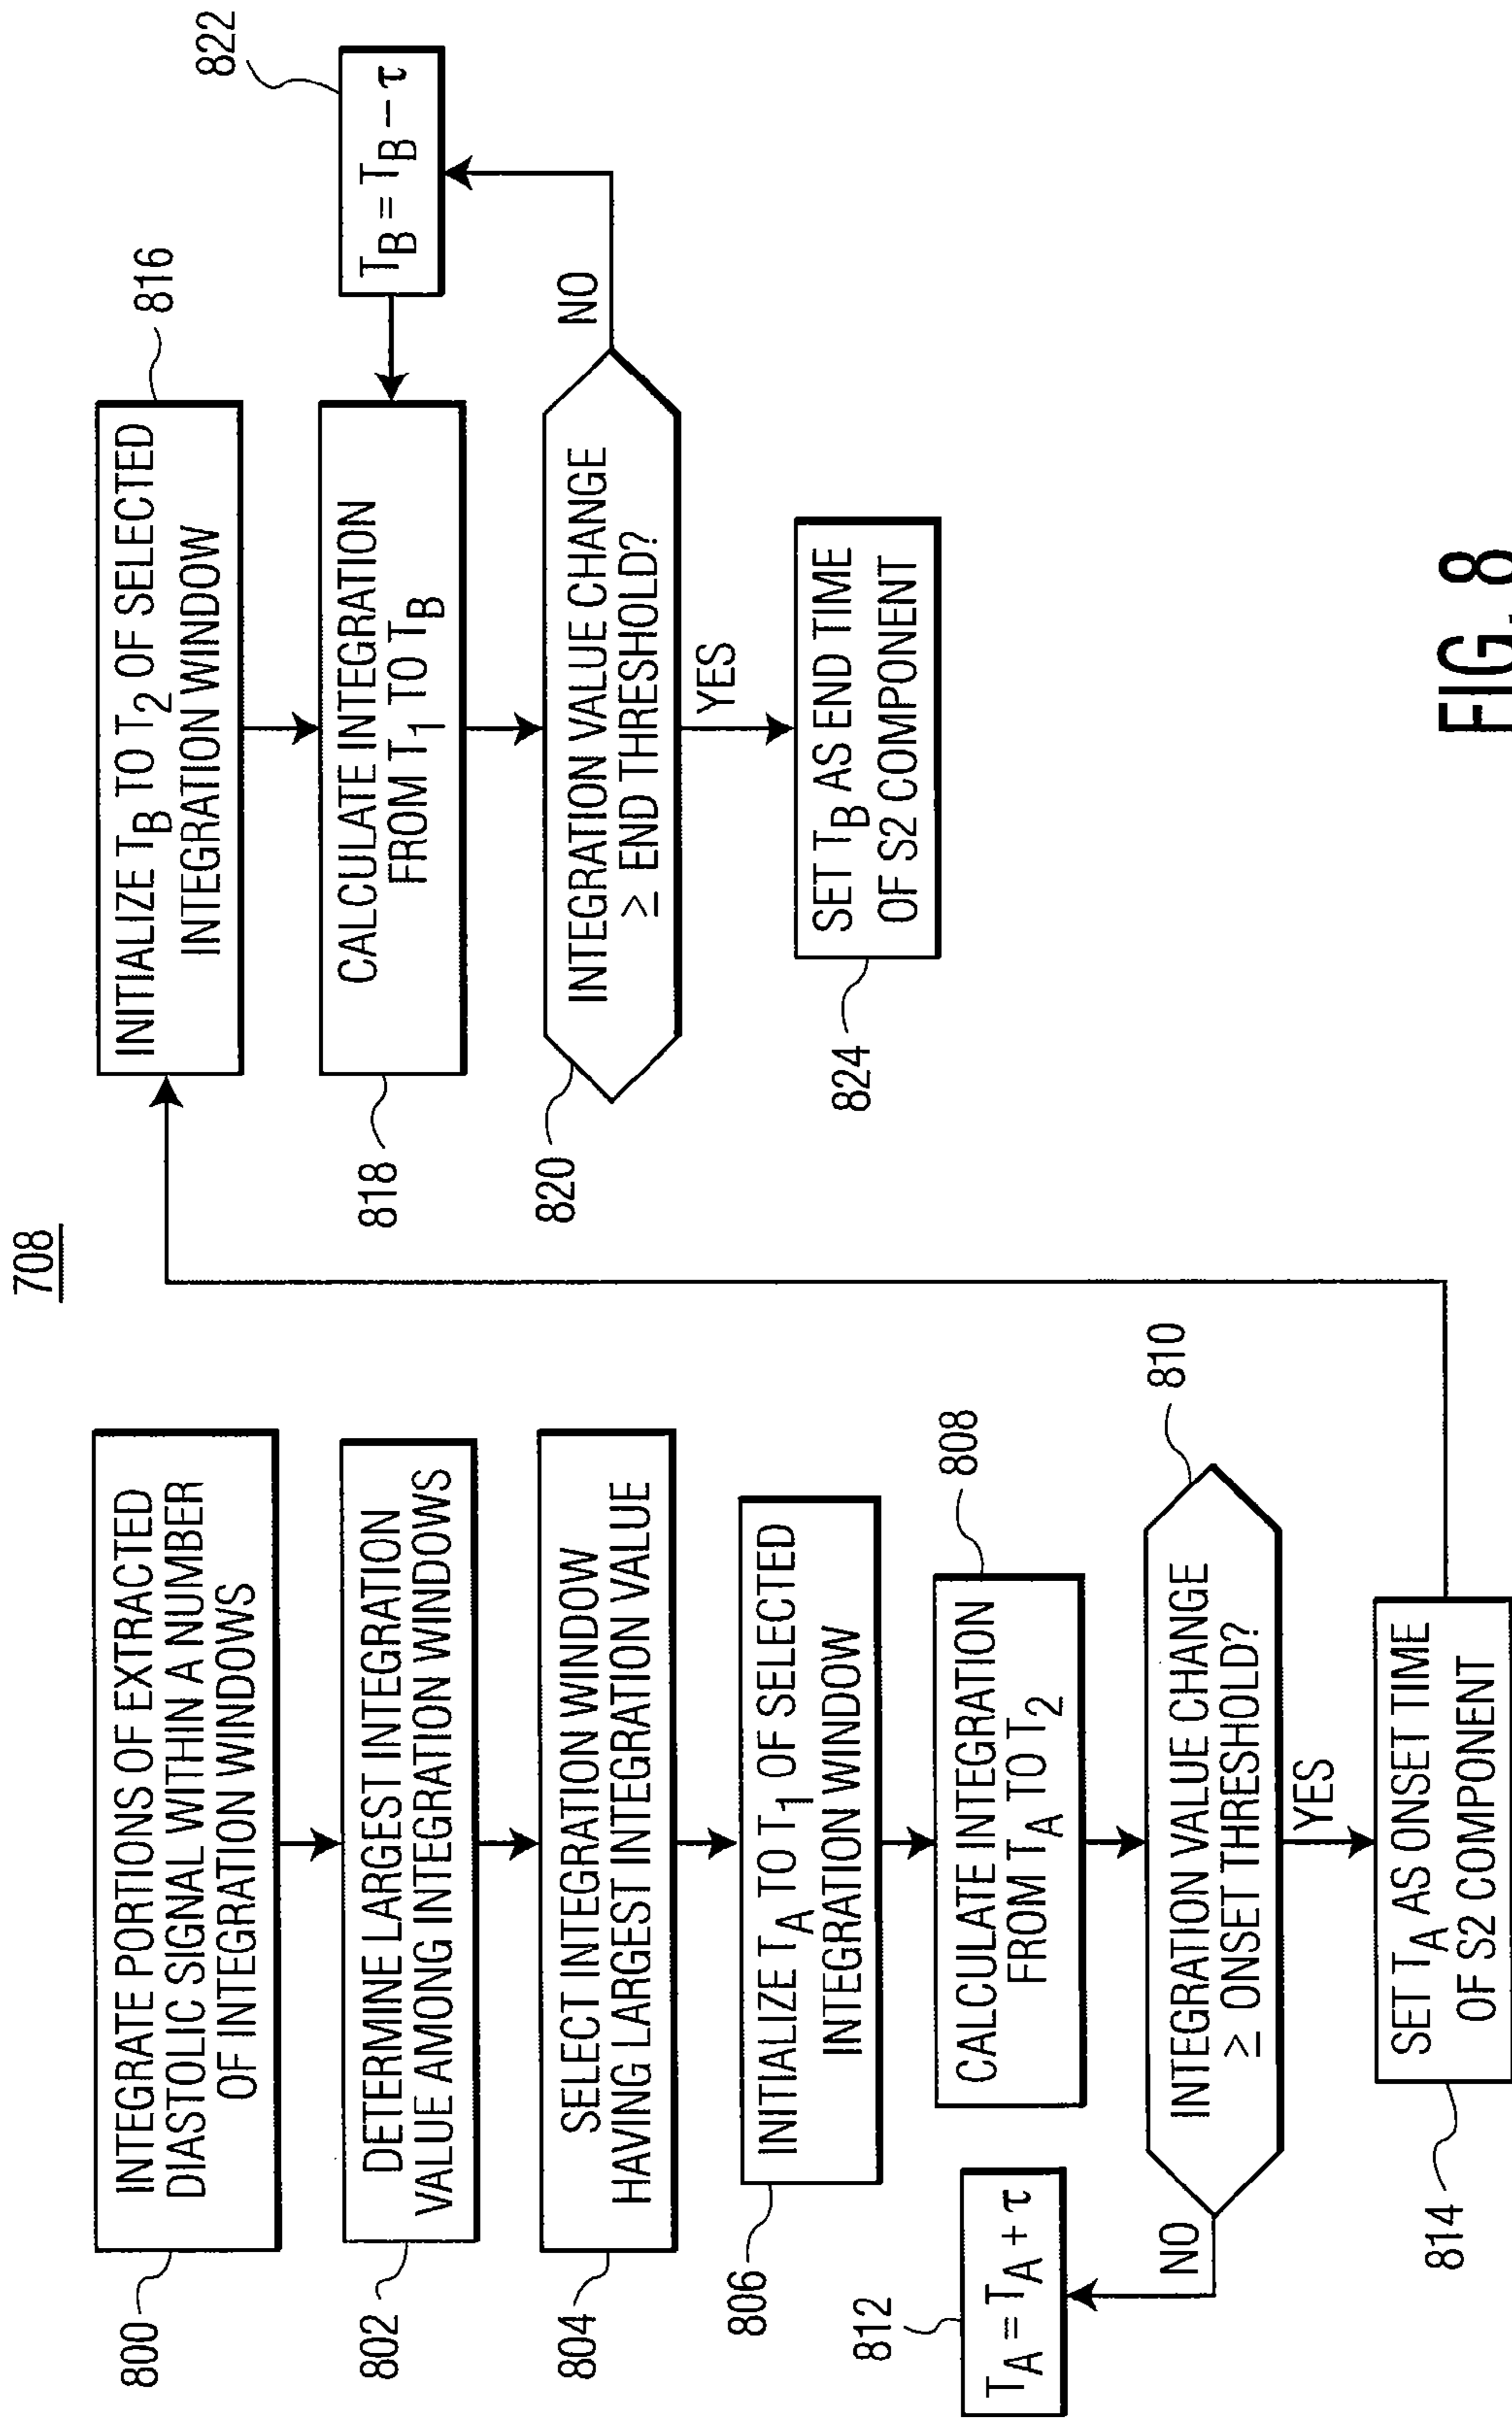 708
800
INTEGRATE PORTIONS OF EXTRACTED
DIASTOLIC SIGNAL WITHIN A NUMBER
OF INTEGRATION WINDOWS
802
DETERMINE LARGEST INTEGRATION
VALUE AMONG INTEGRATION WINDOWS
804
SELECT INTEGRATION WINDOW
HAVING LARGEST INTEGRATION VALUE
806
INITIALIZE TA TO T1 OF SELECTED
INTEGRATION WINDOW
808
CALCULATE INTEGRATION
FROM TA TO T2
810
INTEGRATION VALUE CHANGE
≥ ONSET THRESHOLD?
NO
812
TA = TA + τ
YES
814
SET TA AS ONSET TIME
OF S2 COMPONENT
816
INITIALIZE TB TO T2 OF SELECTED
INTEGRATION WINDOW
818
CALCULATE INTEGRATION
FROM T1 TO TB
820
INTEGRATION VALUE CHANGE
≥ END THRESHOLD?
NO
822
TB = TB − τ
YES
824
SET TB AS END TIME
OF S2 COMPONENT
FIG. 8